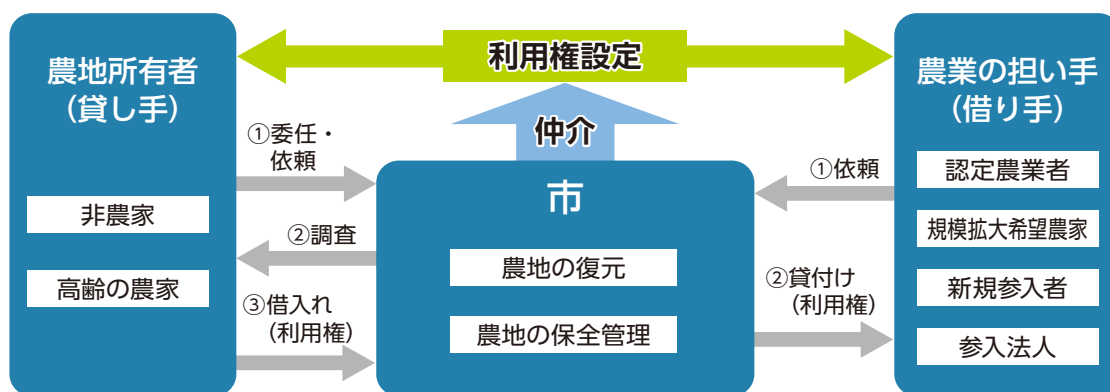 利用権設定
仲介
農地所有者
（貸し手）
非農家
高齢の農家
①委任・
依頼
②調査
③借入れ
（利用権）
市
農地の復元
農地の保全管理
①依頼
②貸付け
（利用権）
農業の担い手
（借り手）
認定農業者
規模拡大希望農家
新規参入者
参入法人